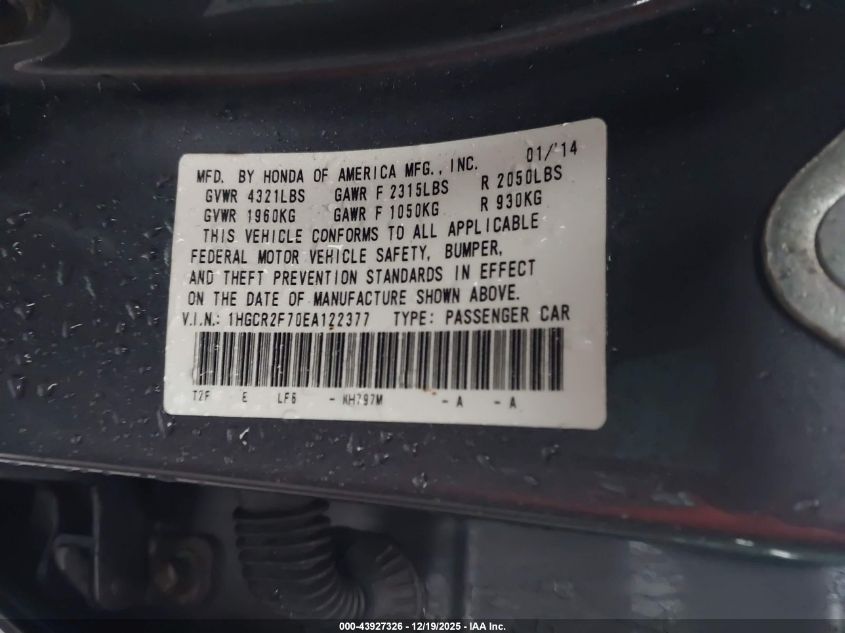 MFD. BY HONDA OF AMERICA MFG., INC. 01/'14
GVWR 4321LBS GAWR F 2315LBS R 2050LBS
GVWR 1960KG GAWR F 1050KG R 930KG
THIS VEHICLE CONFORMS TO ALL APPLICABLE
FEDERAL MOTOR VEHICLE SAFETY, BUMPER,
AND THEFT PREVENTION STANDARDS IN EFFECT
ON THE DATE OF MANUFACTURE SHOWN ABOVE.
V.I.N.: 1HGCR2F70EA122377 TYPE: PASSENGER CAR
T2F E LF6 - KH797M - A - A
000-43927326 - 12/19/2025 - IAA Inc.